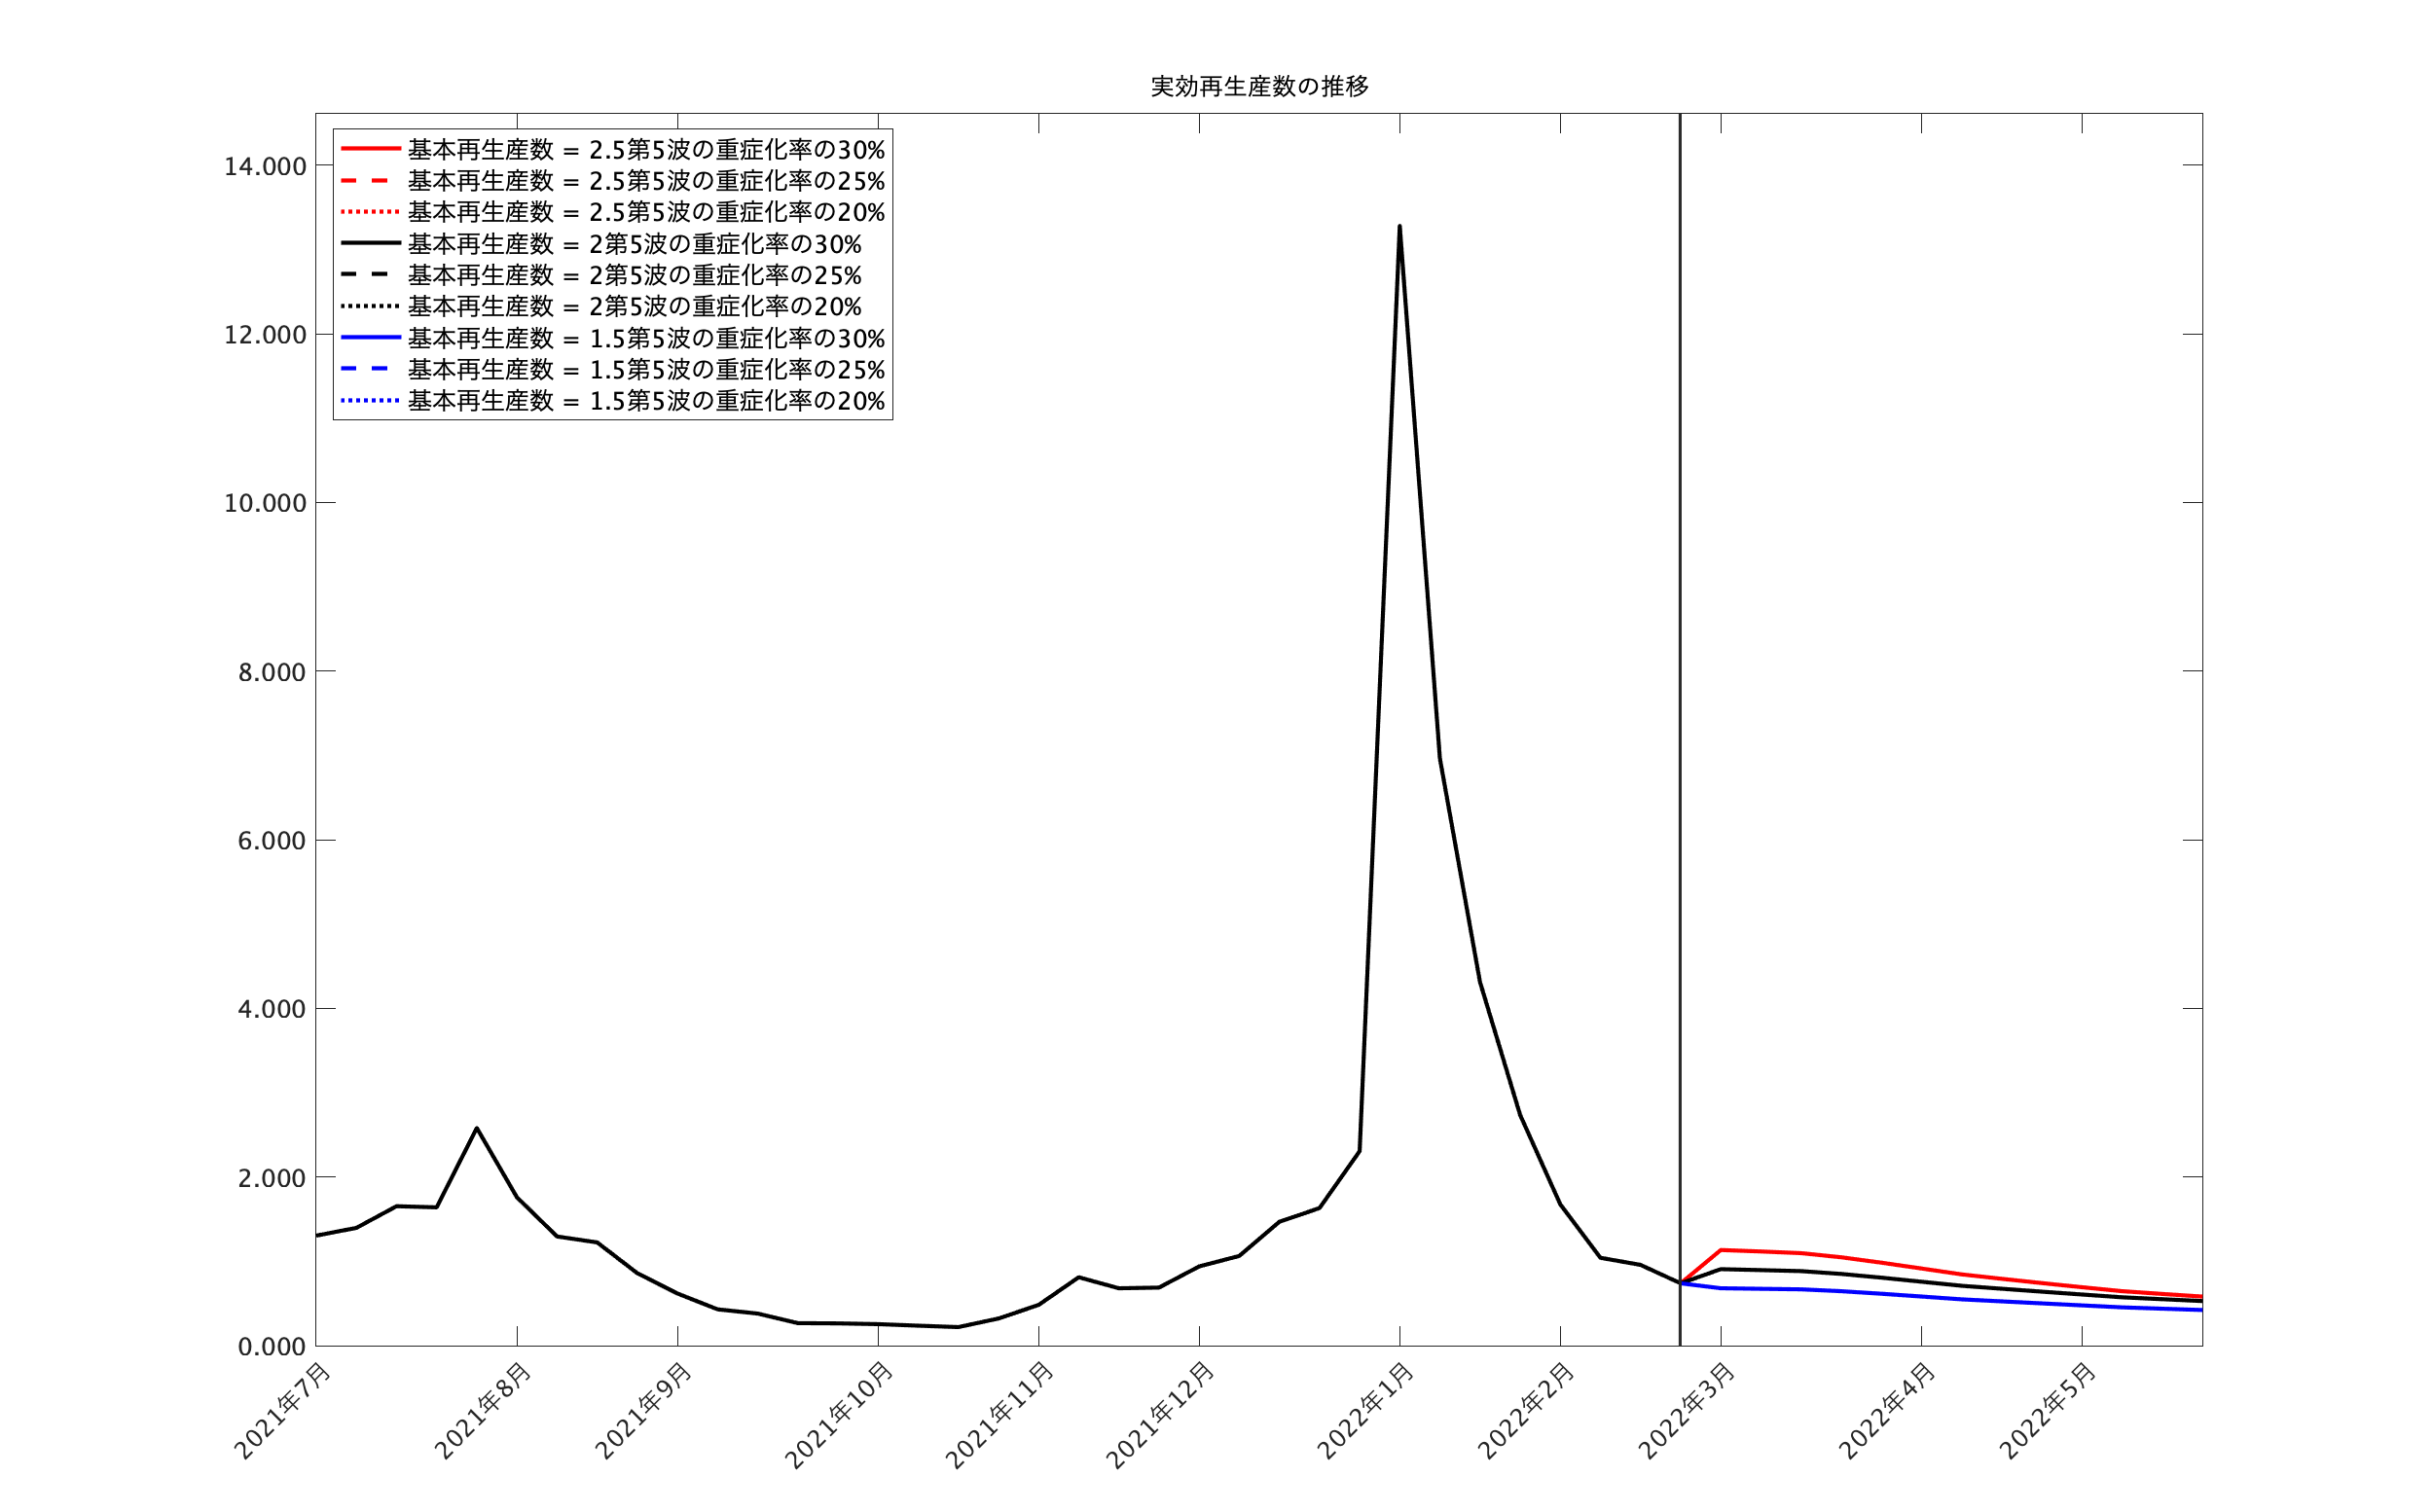 実効再生産数の推移
基本再生産数 = 2.5第5波の重症化率の30%
基本再生産数 = 2.5第5波の重症化率の25%
基本再生産数 = 2.5第5波の重症化率の20%
基本再生産数 = 2第5波の重症化率の30%
基本再生産数 = 2第5波の重症化率の25%
基本再生産数 = 2第5波の重症化率の20%
基本再生産数 = 1.5第5波の重症化率の30%
基本再生産数 = 1.5第5波の重症化率の25%
基本再生産数 = 1.5第5波の重症化率の20%
14.000
12.000
10.000
8.000
6.000
4.000
2.000
0.000
2021年7月
2021年8月
2021年9月
2021年10月
2021年11月
2021年12月
2022年1月
2022年2月
2022年3月
2022年4月
2022年5月